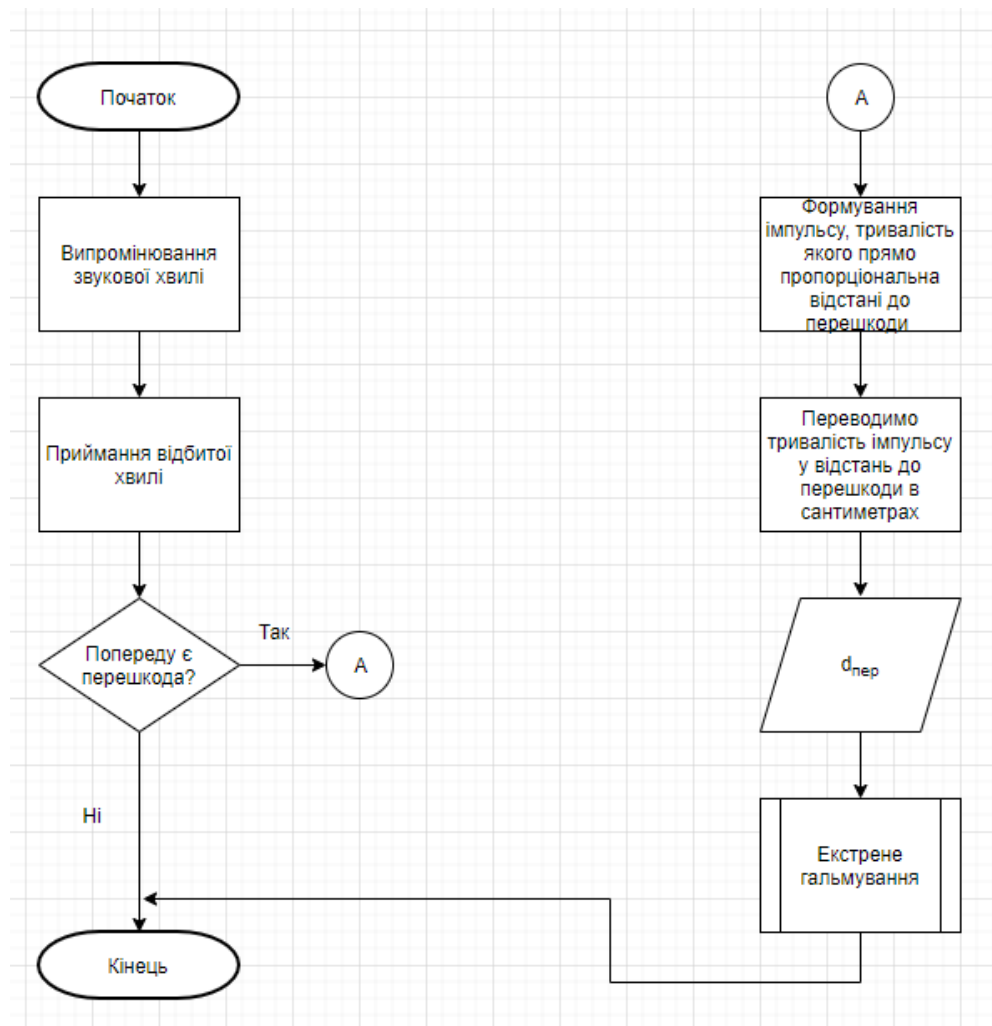 Початок
Випромінювання
звукової хвилі
Приймання відбитої
хвилі
Попереду є
перешкода?
Так
А
Ні
Кінець
А
Формування
імпульсу, тривалість
якого прямо
пропорціональна
відстані до
перешкоди
Переводимо
тривалість імпульсу
у відстань до
перешкоди в
сантиметрах
dпер
Екстрене
гальмування